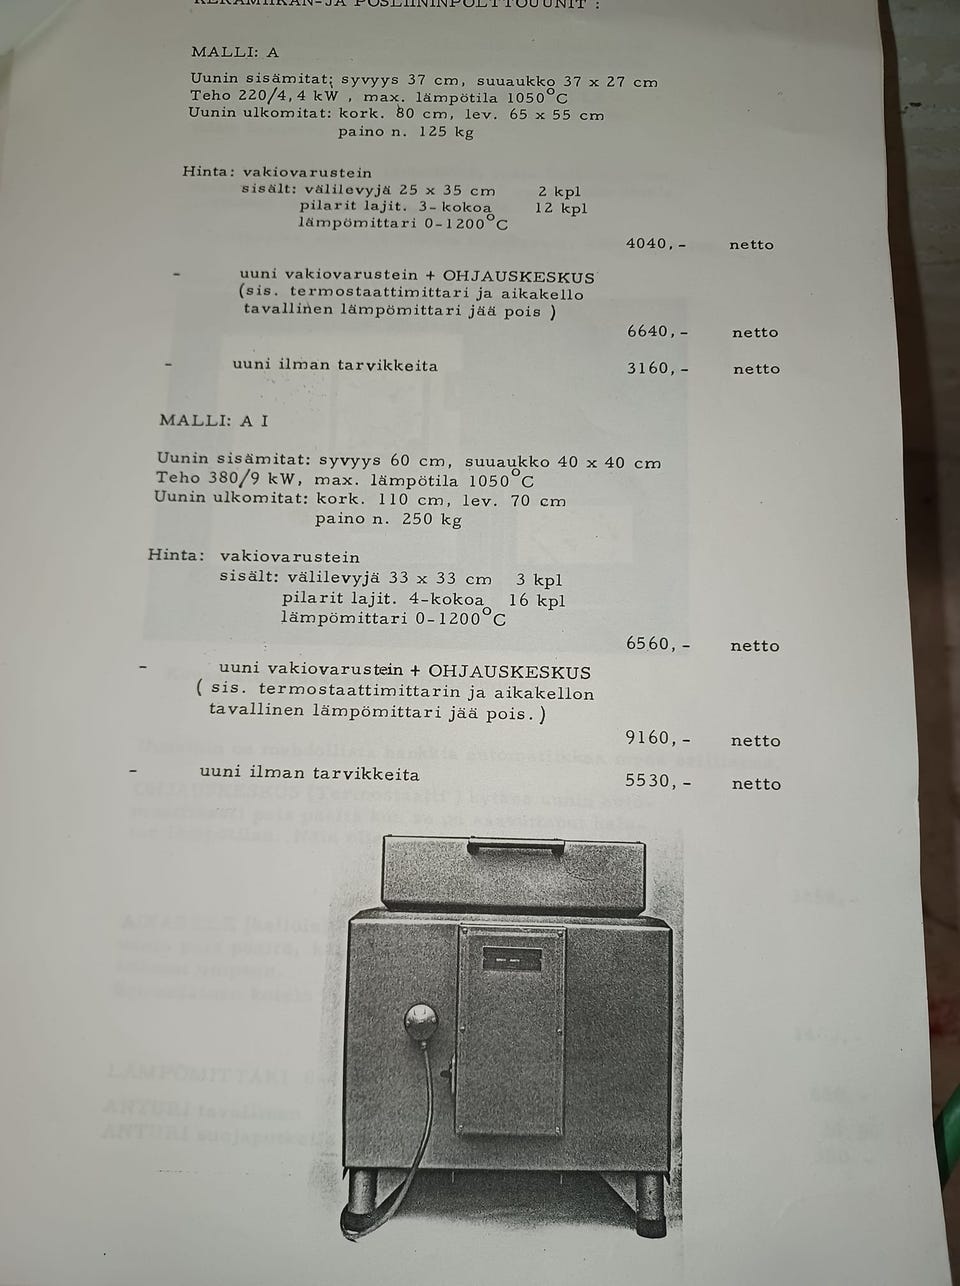 KERAMIIKAN-JA POSLIININPOLTTOUUNIT :
MALLI: A
Uunin sisämitat; syvyys 37 cm, suuaukko 37 x 27 cm
Teho 220/4,4 kW , max. lämpötila 1050°C
Uunin ulkomitat: kork. 80 cm, lev. 65 x 55 cm
paino n. 125 kg
Hinta: vakiovarustein
sisält: välilevyjä 25 x 35 cm 2 kpl
pilarit lajit. 3- kokoa 12 kpl
lämpömittari 0-1200°C
4040,- netto
- uuni vakiovarustein + OHJAUSKESKUS
(sis. termostaattimittari ja aikakello
tavallinen lämpömittari jää pois )
6640,- netto
- uuni ilman tarvikkeita 3160,- netto
MALLI: A I
Uunin sisämitat: syvyys 60 cm, suuaukko 40 x 40 cm
Teho 380/9 kW, max. lämpötila 1050°C
Uunin ulkomitat: kork. 110 cm, lev. 70 cm
paino n. 250 kg
Hinta: vakiovarustein
sisält: välilevyjä 33 x 33 cm 3 kpl
pilarit lajit. 4-kokoa 16 kpl
lämpömittari 0-1200°C
6560,- netto
- uuni vakiovarustein + OHJAUSKESKUS
( sis. termostaattimittarin ja aikakellon
tavallinen lämpömittari jää pois. )
9160,- netto
- uuni ilman tarvikkeita 5530,- netto